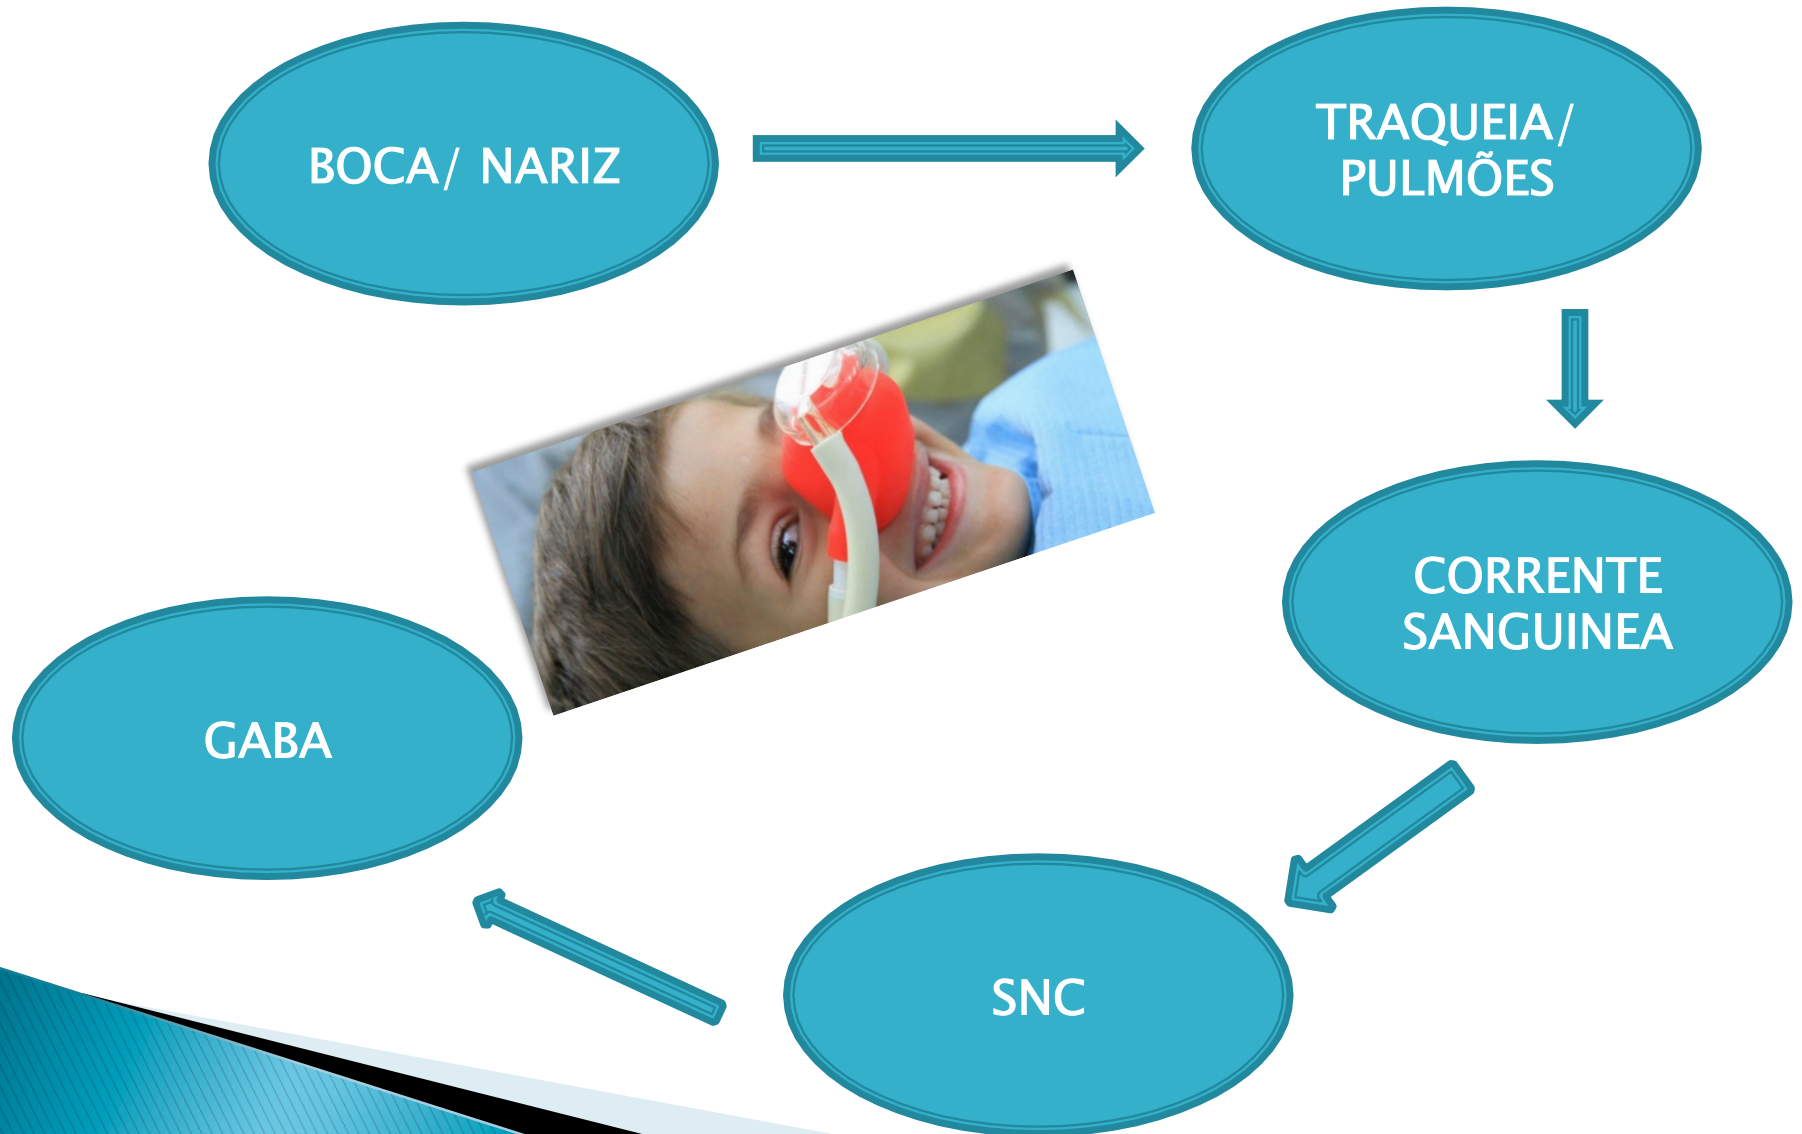 BOCA/ NARIZ
TRAQUEIA/
PULMÕES
CORRENTE
SANGUINEA
SNC
GABA